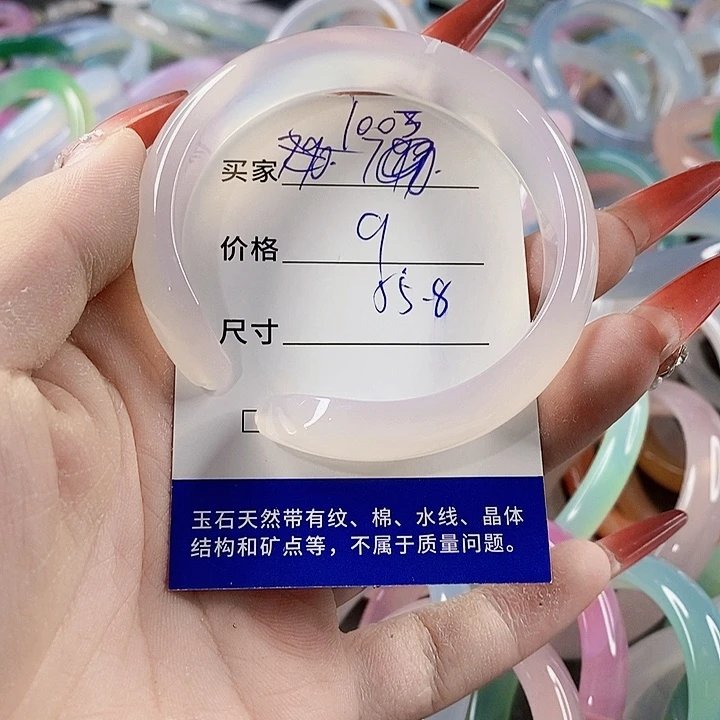 1003
买家
价格 9
55-8
尺寸
玉石天然带有纹、棉、水线、晶体
结构和矿点等，不属于质量问题。